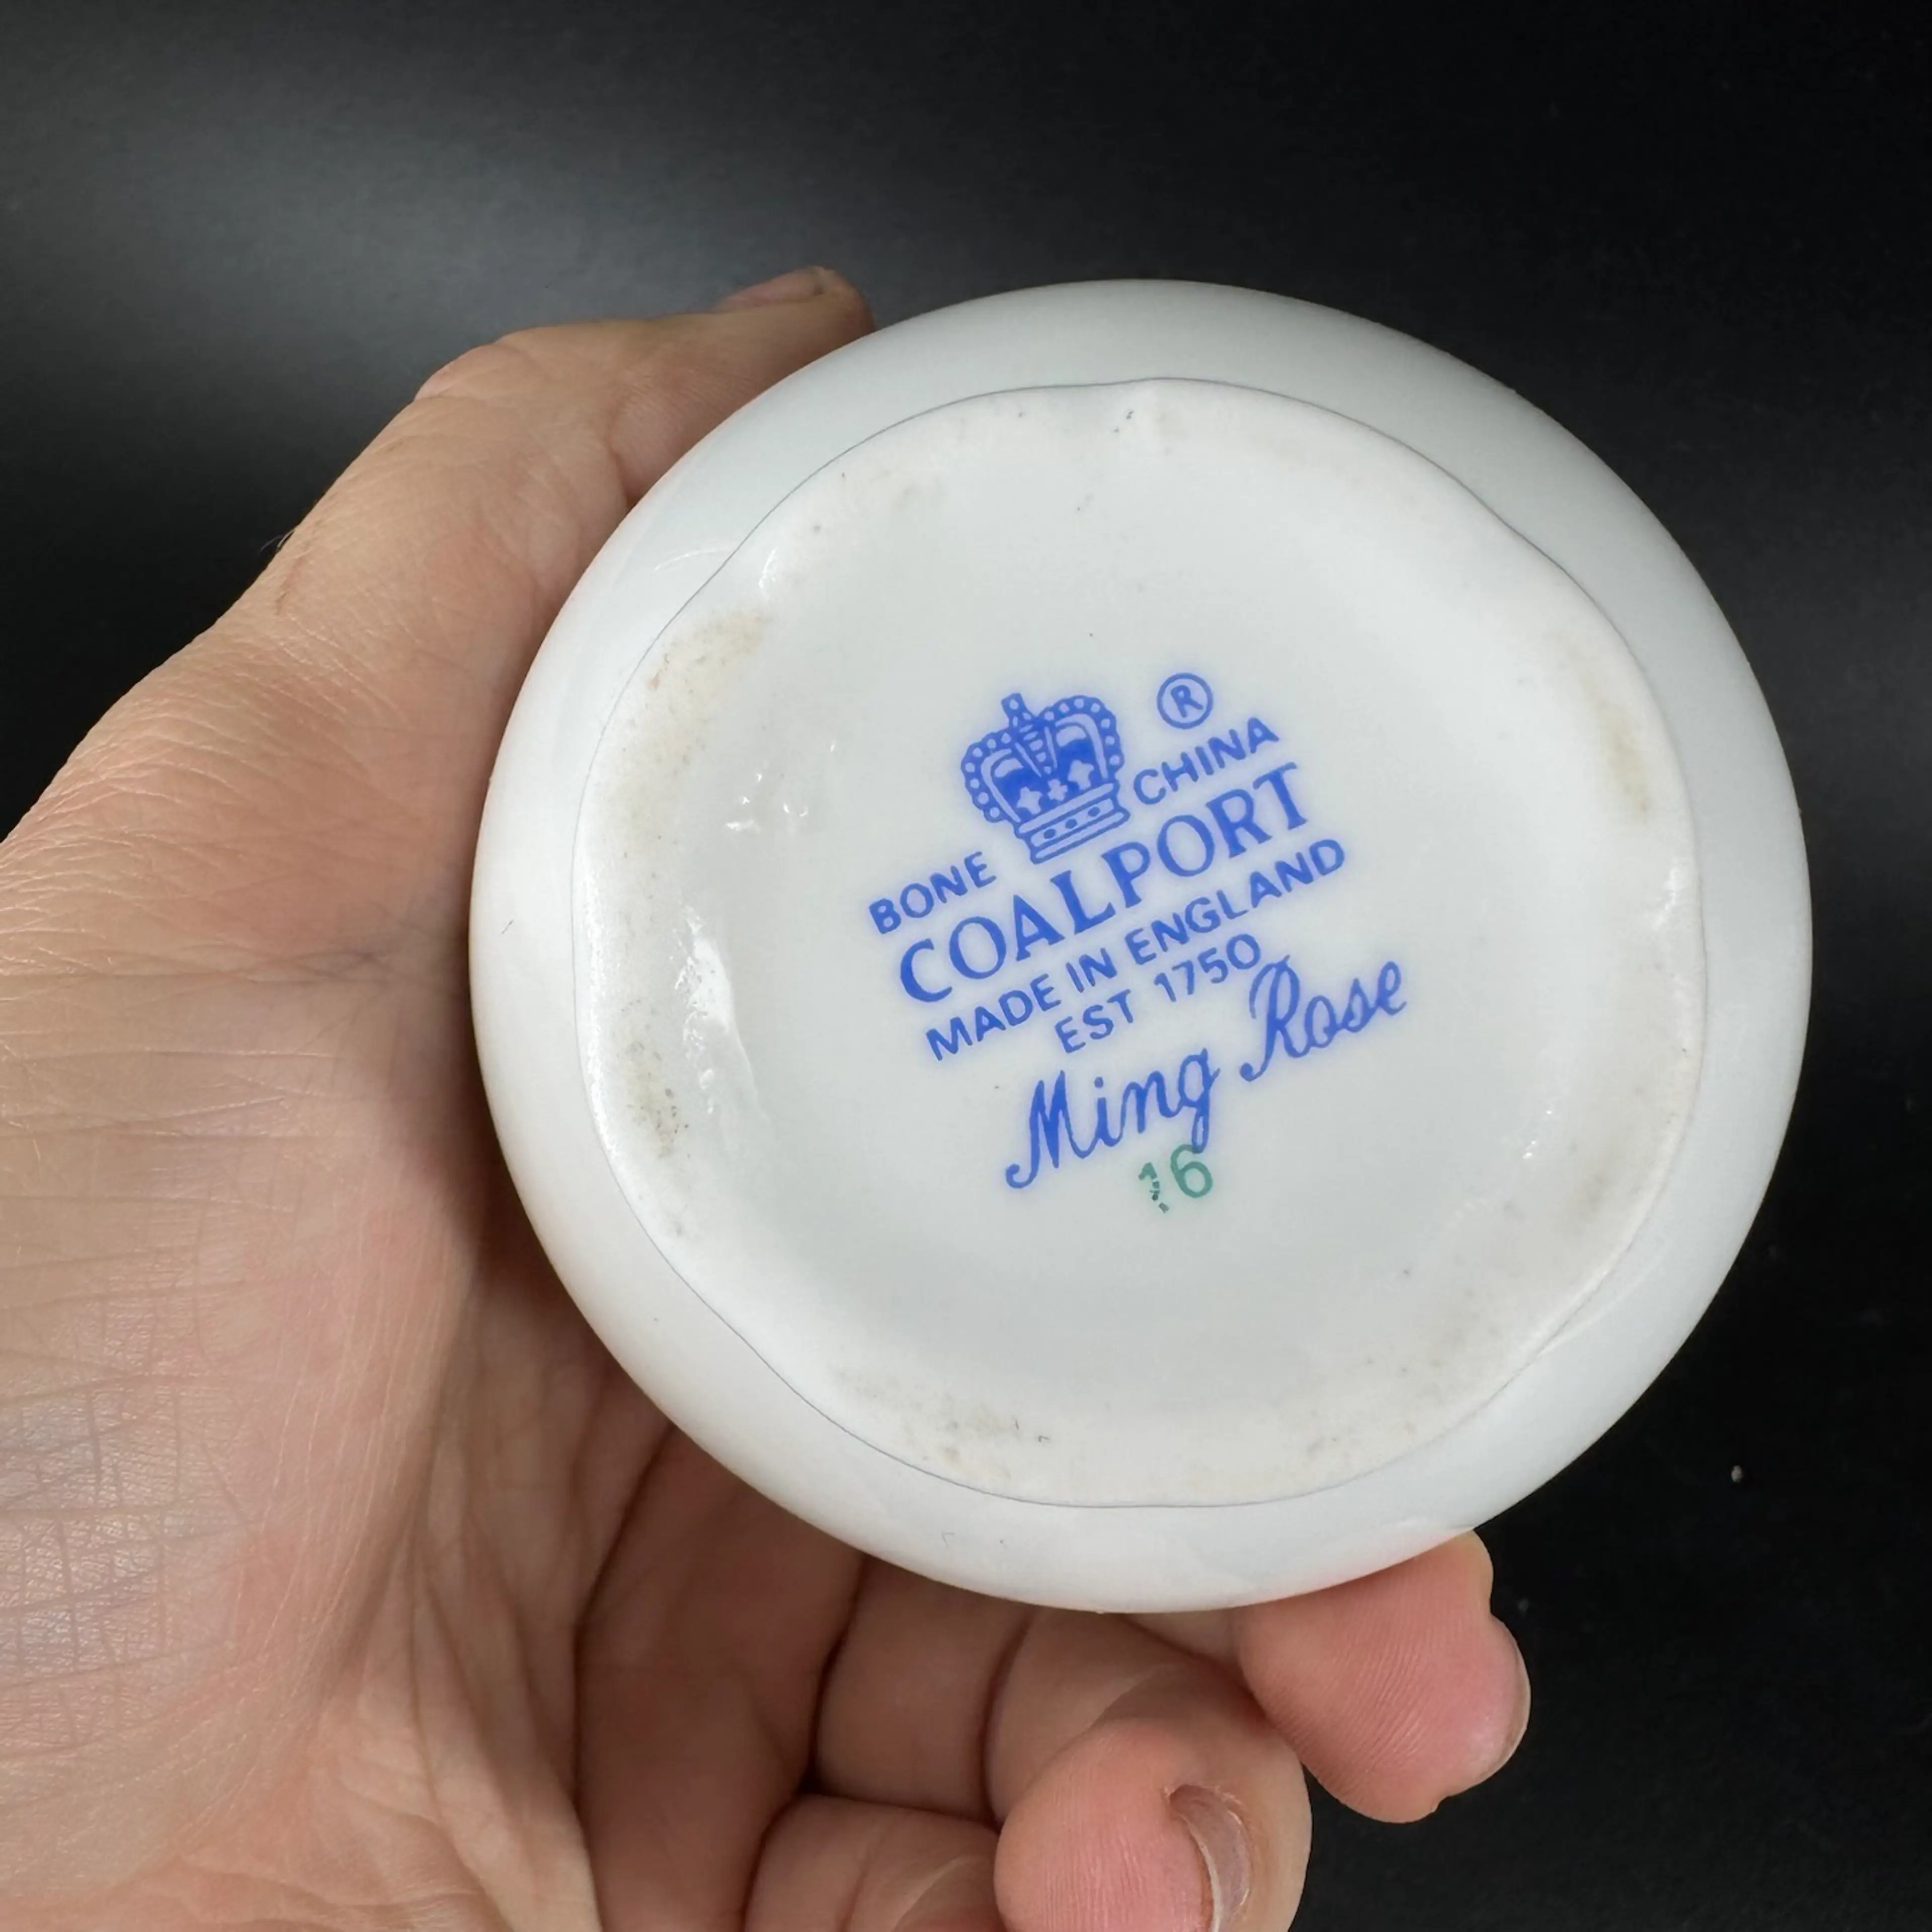 ®
BONE CHINA
COALPORT
MADE IN ENGLAND
EST 1750
Ming Rose
16